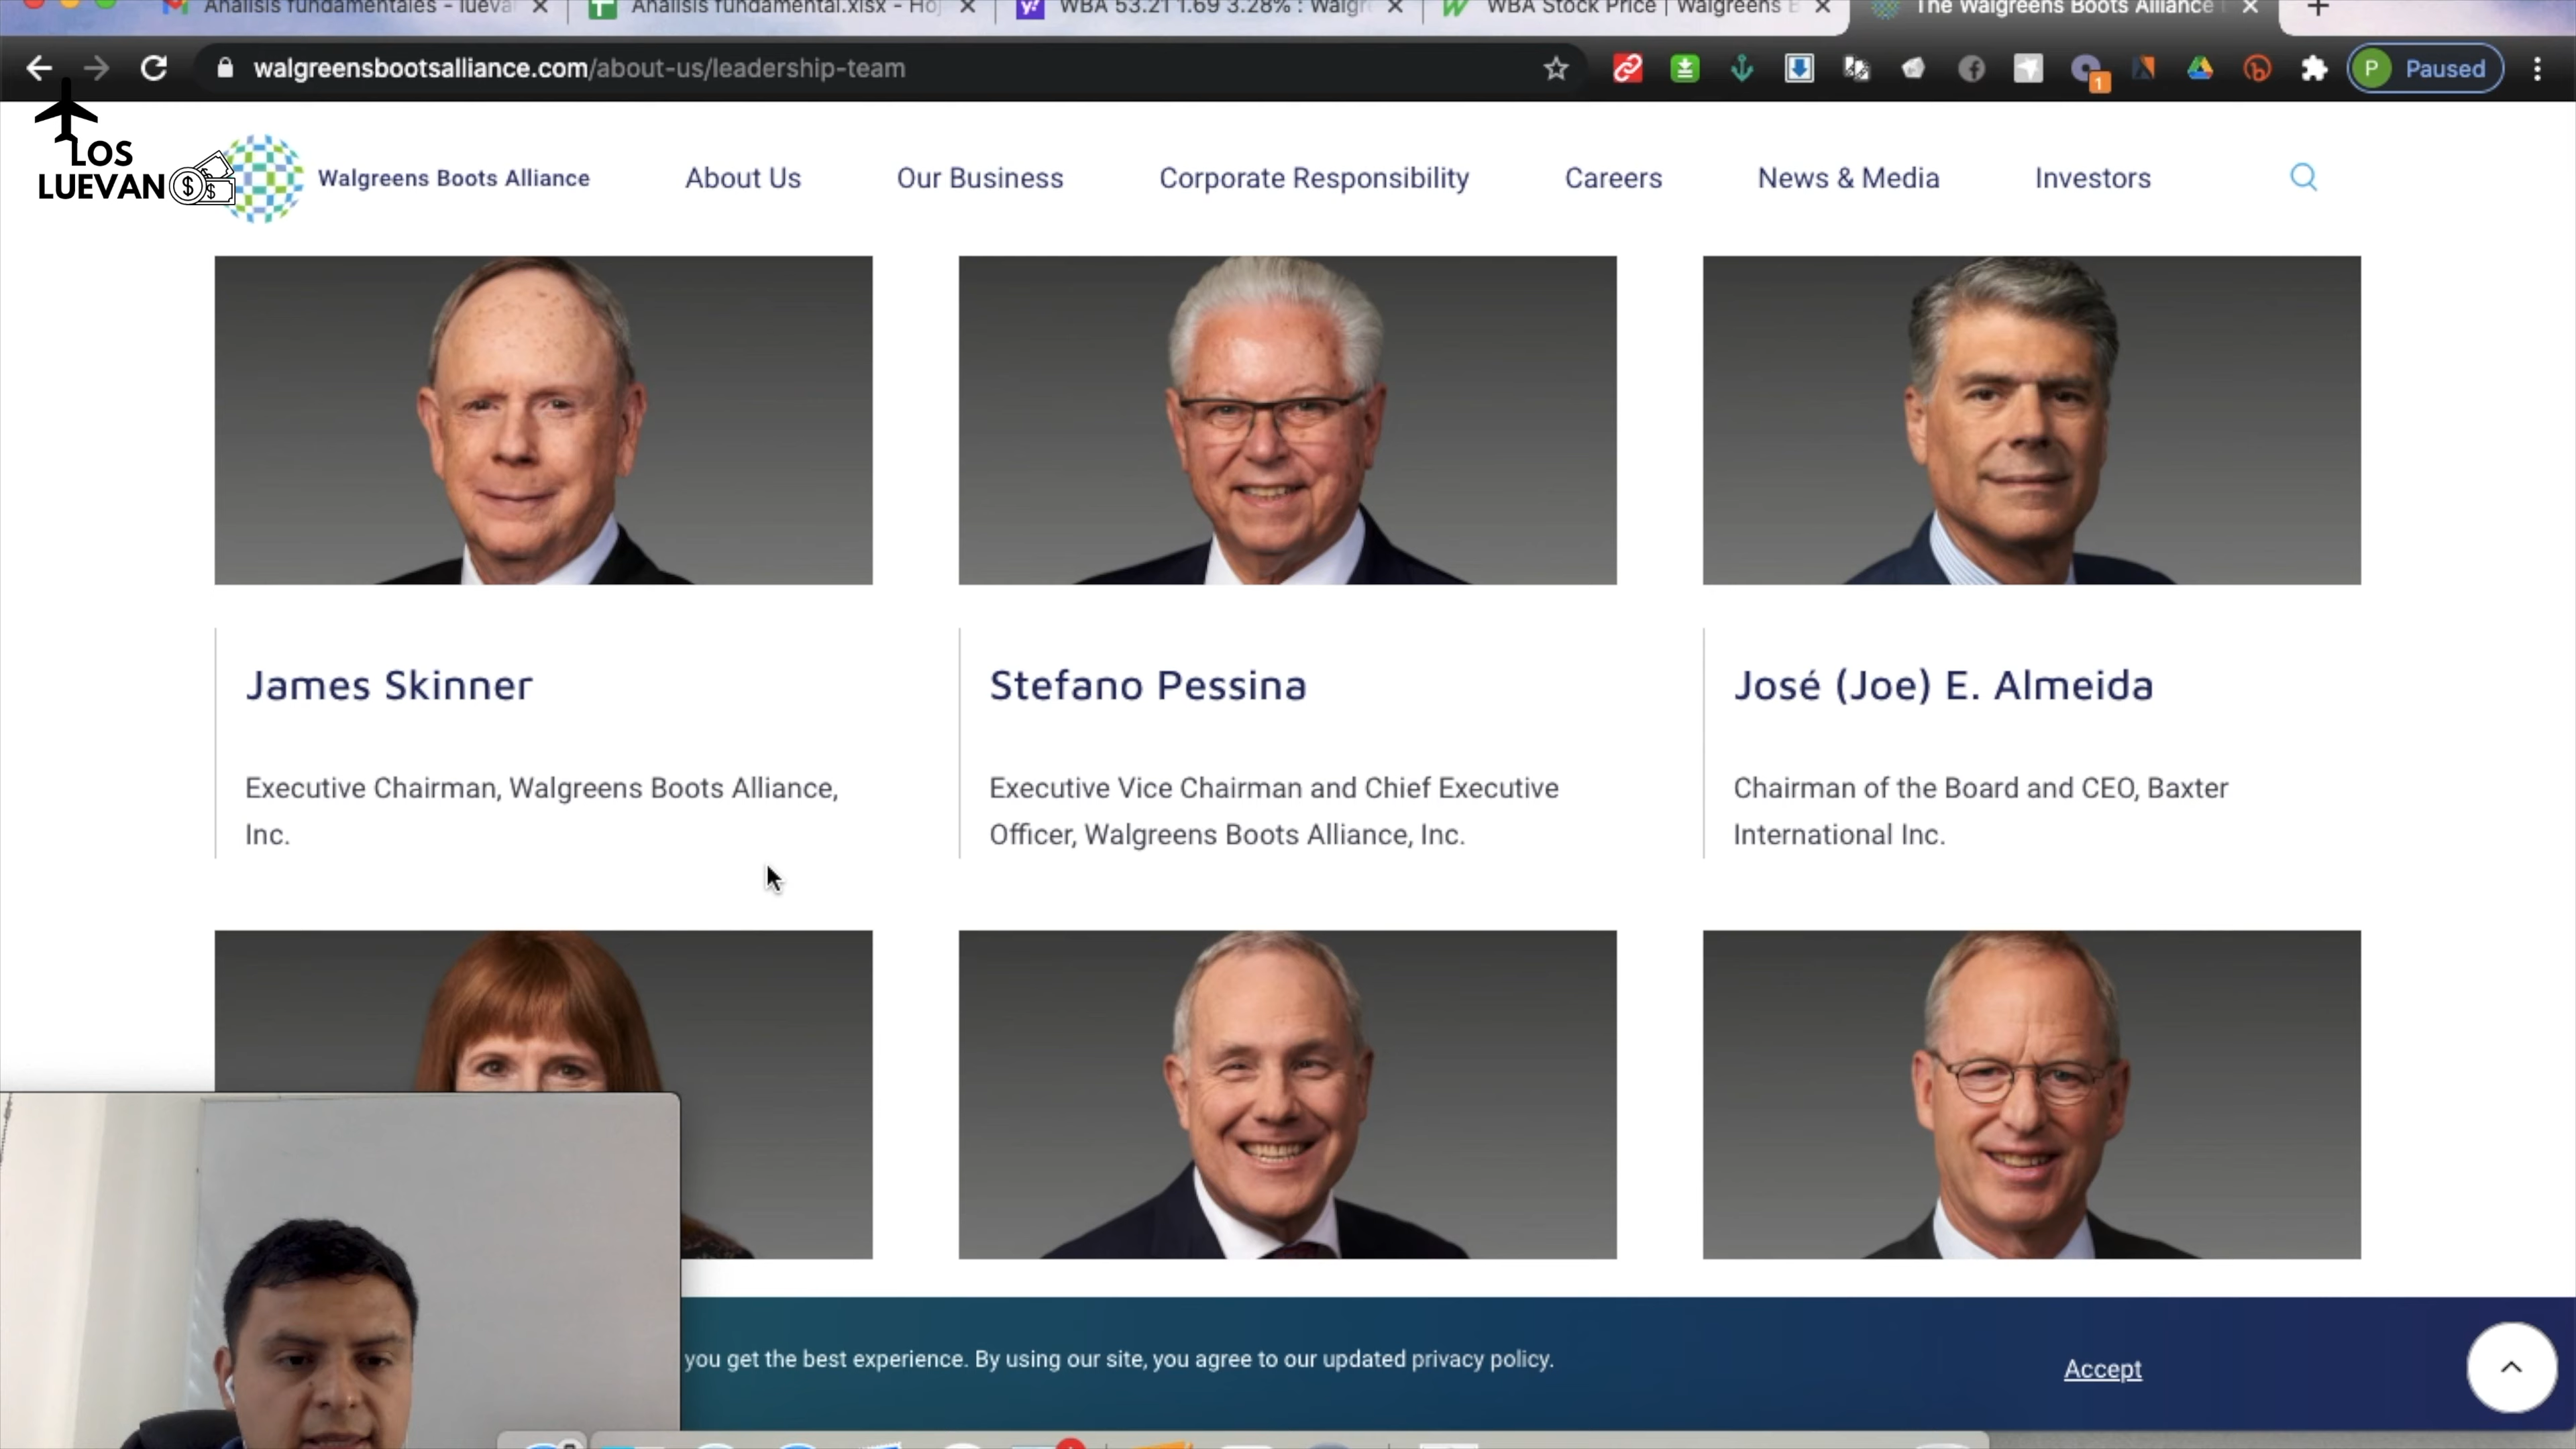 Análisis fundamentales - lueva
Análisis fundamental.xlsx - Hoj
WBA 53.21 1.69 3.28% : Walgr
WBA Stock Price | Walgreens B
The Walgreens Boots Alliance
walgreensbootsalliance.com/about-us/leadership-team
1
P Paused
LOS
LUEVAN
$ $
Walgreens Boots Alliance
About Us
Our Business
Corporate Responsibility
Careers
News & Media
Investors
James Skinner
Executive Chairman, Walgreens Boots Alliance,
Inc.
Stefano Pessina
Executive Vice Chairman and Chief Executive
Officer, Walgreens Boots Alliance, Inc.
José (Joe) E. Almeida
Chairman of the Board and CEO, Baxter
International Inc.
you get the best experience. By using our site, you agree to our updated privacy policy.
Accept